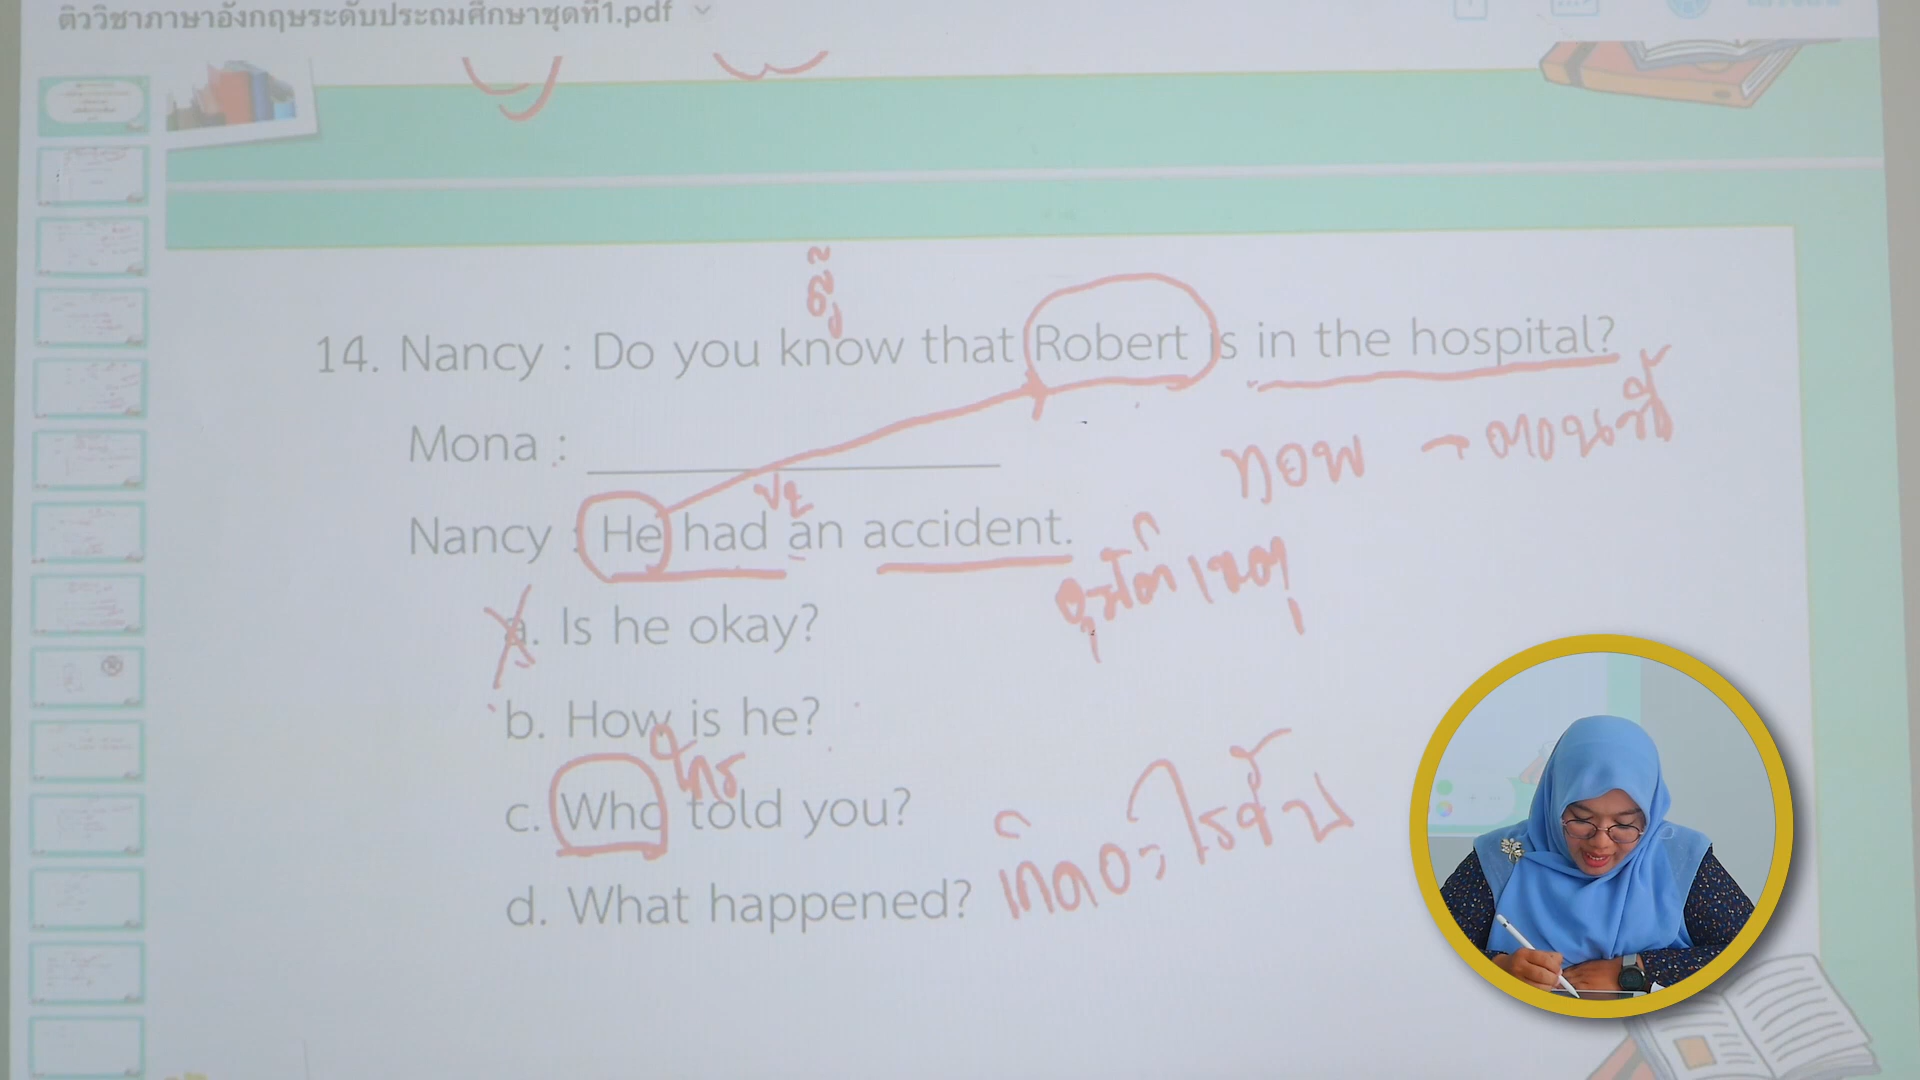 ติววิชาภาษาอังกฤษระดับประถมศึกษาชุดที่1.pdf
รู้
14. Nancy : Do you know that Robert is in the hospital?
Mona : ____________________
ตอนนี้
Nancy : He had an accident.
อุบัติเหตุ
a. Is he okay?
b. How is he?
ใคร
c. Who told you?
d. What happened? เกิดอะไรขึ้น